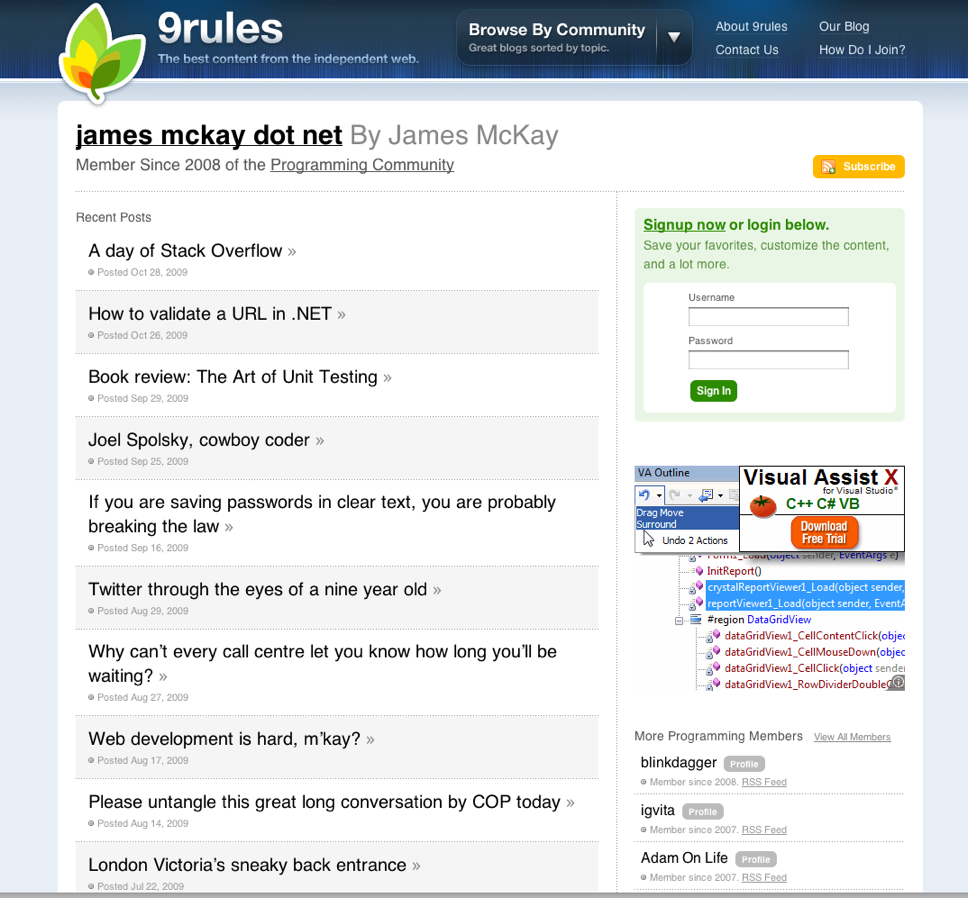 9rules
The best content from the independent web.
Browse By Community
Great blogs sorted by topic.
About 9rules
Our Blog
Contact Us
How Do I Join?
james mckay dot net By James McKay
Member Since 2008 of the Programming Community
Subscribe
Recent Posts
A day of Stack Overflow »
Posted Oct 28, 2009
How to validate a URL in .NET »
Posted Oct 26, 2009
Book review: The Art of Unit Testing »
Posted Sep 29, 2009
Joel Spolsky, cowboy coder »
Posted Sep 25, 2009
If you are saving passwords in clear text, you are probably
breaking the law »
Posted Sep 16, 2009
Twitter through the eyes of a nine year old »
Posted Aug 29, 2009
Why can’t every call centre let you know how long you’ll be
waiting? »
Posted Aug 27, 2009
Web development is hard, m’kay? »
Posted Aug 17, 2009
Please untangle this great long conversation by COP today »
Posted Aug 14, 2009
London Victoria’s sneaky back entrance »
Posted Jul 22, 2009
Signup now or login below.
Save your favorites, customize the content,
and a lot more.
Username
Password
Sign In
VA Outline
Drag Move
Surround
Undo 2 Actions
Visual Assist X
for Visual Studio®
C++ C# VB
Download
Free Trial
Form1_Load(object sender, EventArgs e)
InitReport()
crystalReportViewer1_Load(object sender,
reportViewer1_Load(object sender, EventA
#region DataGridView
dataGridView1_CellContentClick(objec
dataGridView1_CellMouseDown(objec
dataGridView1_CellClick(object sender
dataGridView1_RowDividerDoubleC
More Programming Members View All Members
blinkdagger Profile
Member since 2008. RSS Feed
igvita Profile
Member since 2007. RSS Feed
Adam On Life Profile
Member since 2007. RSS Feed